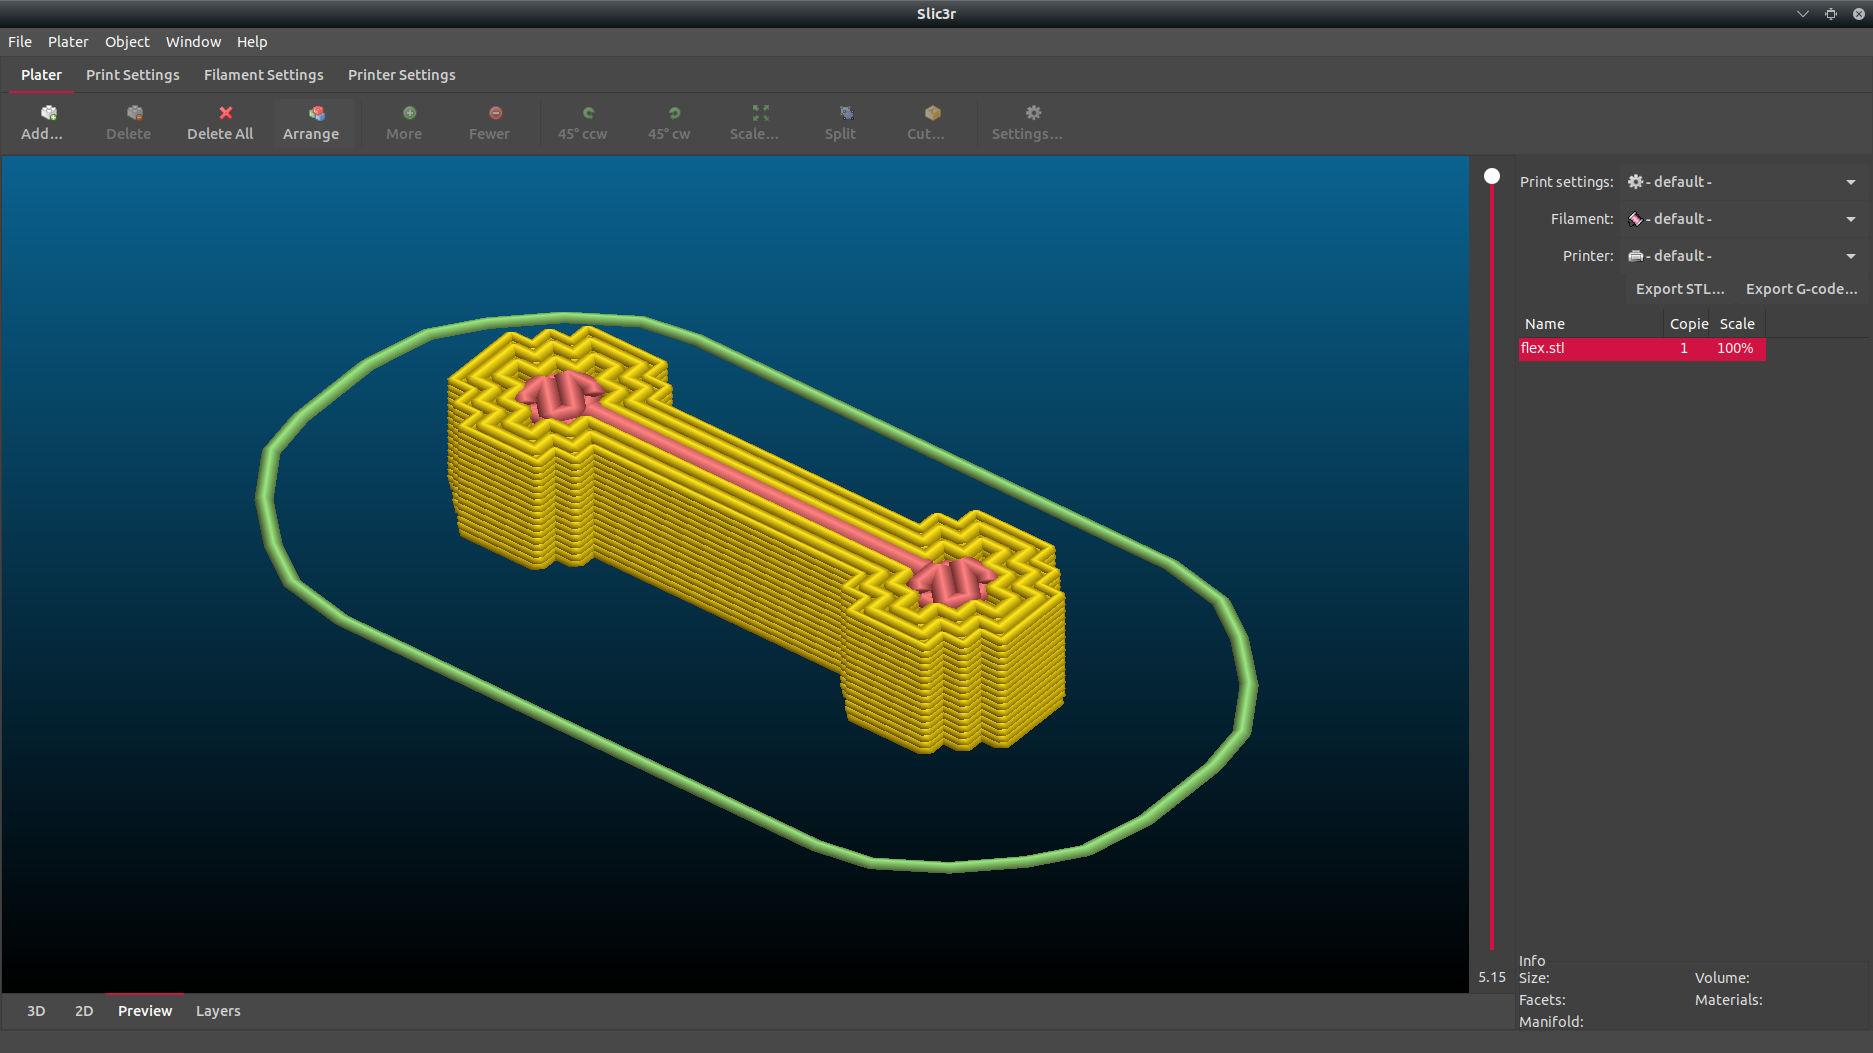 Slic3r
File Plater Object Window Help
Plater Print Settings Filament Settings Printer Settings
Add... Delete Delete All Arrange More Fewer 45° ccw 45° cw Scale... Split Cut... Settings...
Print settings: - default -
Filament: - default -
Printer: - default -
Export STL... Export G-code...
Name Copie Scale
flex.stl 1 100%
5.15
Info
Size: Volume:
Facets: Materials:
Manifold:
3D 2D Preview Layers